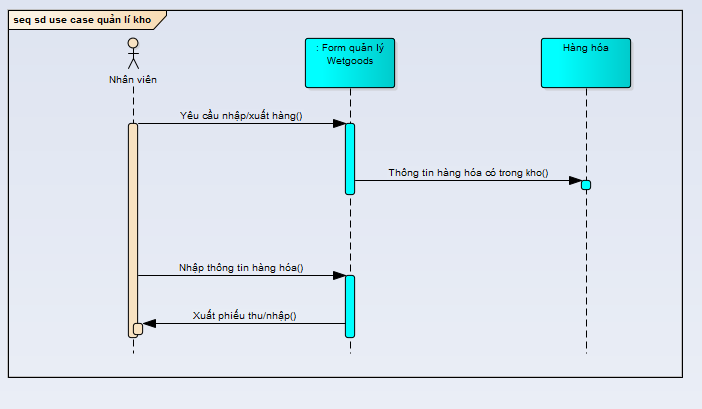 seq sd use case quản lí kho
: Form quản lý
Wetgoods
Hàng hóa
Nhân viên
Yêu cầu nhập/xuất hàng()
Thông tin hàng hóa có trong kho()
Nhập thông tin hàng hóa()
Xuất phiếu thu/nhập()